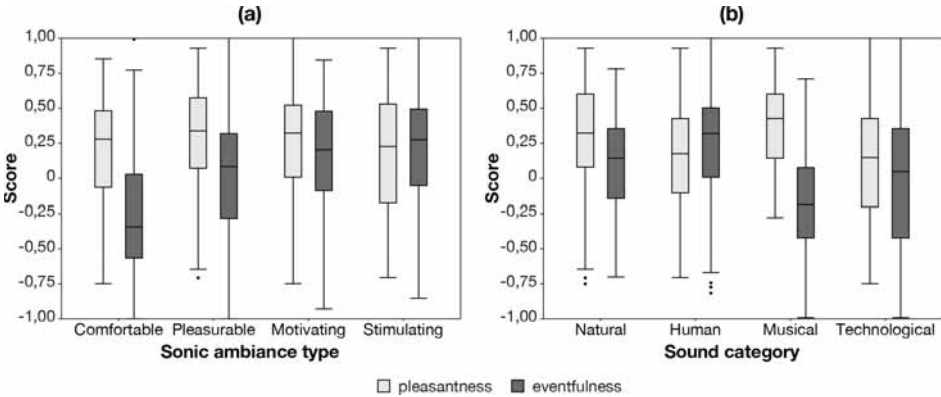 (a)
Score
1,00
0,75
0,50
0,25
0
-0,25
-0,50
-0,75
-1,00
Comfortable Pleasurable Motivating Stimulating
Sonic ambiance type
(b)
Score
1,00
0,75
0,50
0,25
0
-0,25
-0,50
-0,75
-1,00
Natural Human Musical Technological
Sound category
pleasantness eventfulness